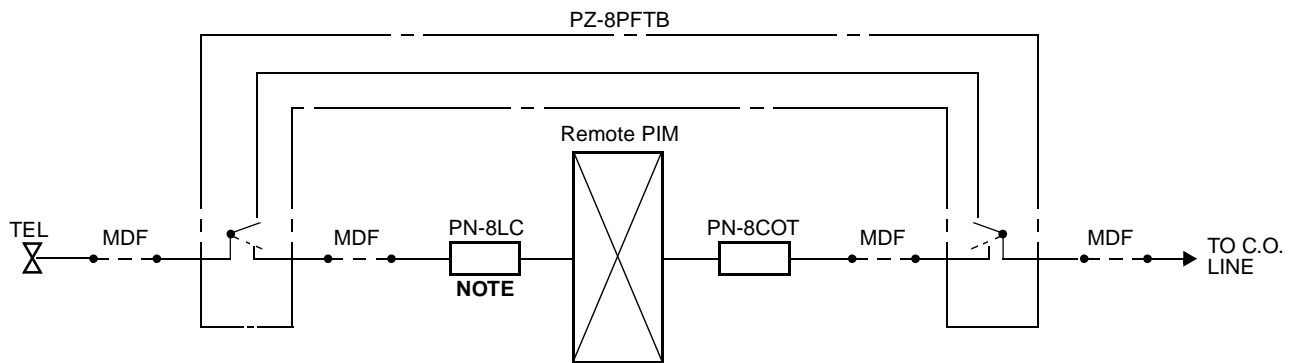 PZ-8PFTB
Remote PIM
TEL
MDF
MDF
PN-8LC
NOTE
PN-8COT
MDF
MDF
TO C.O.
LINE